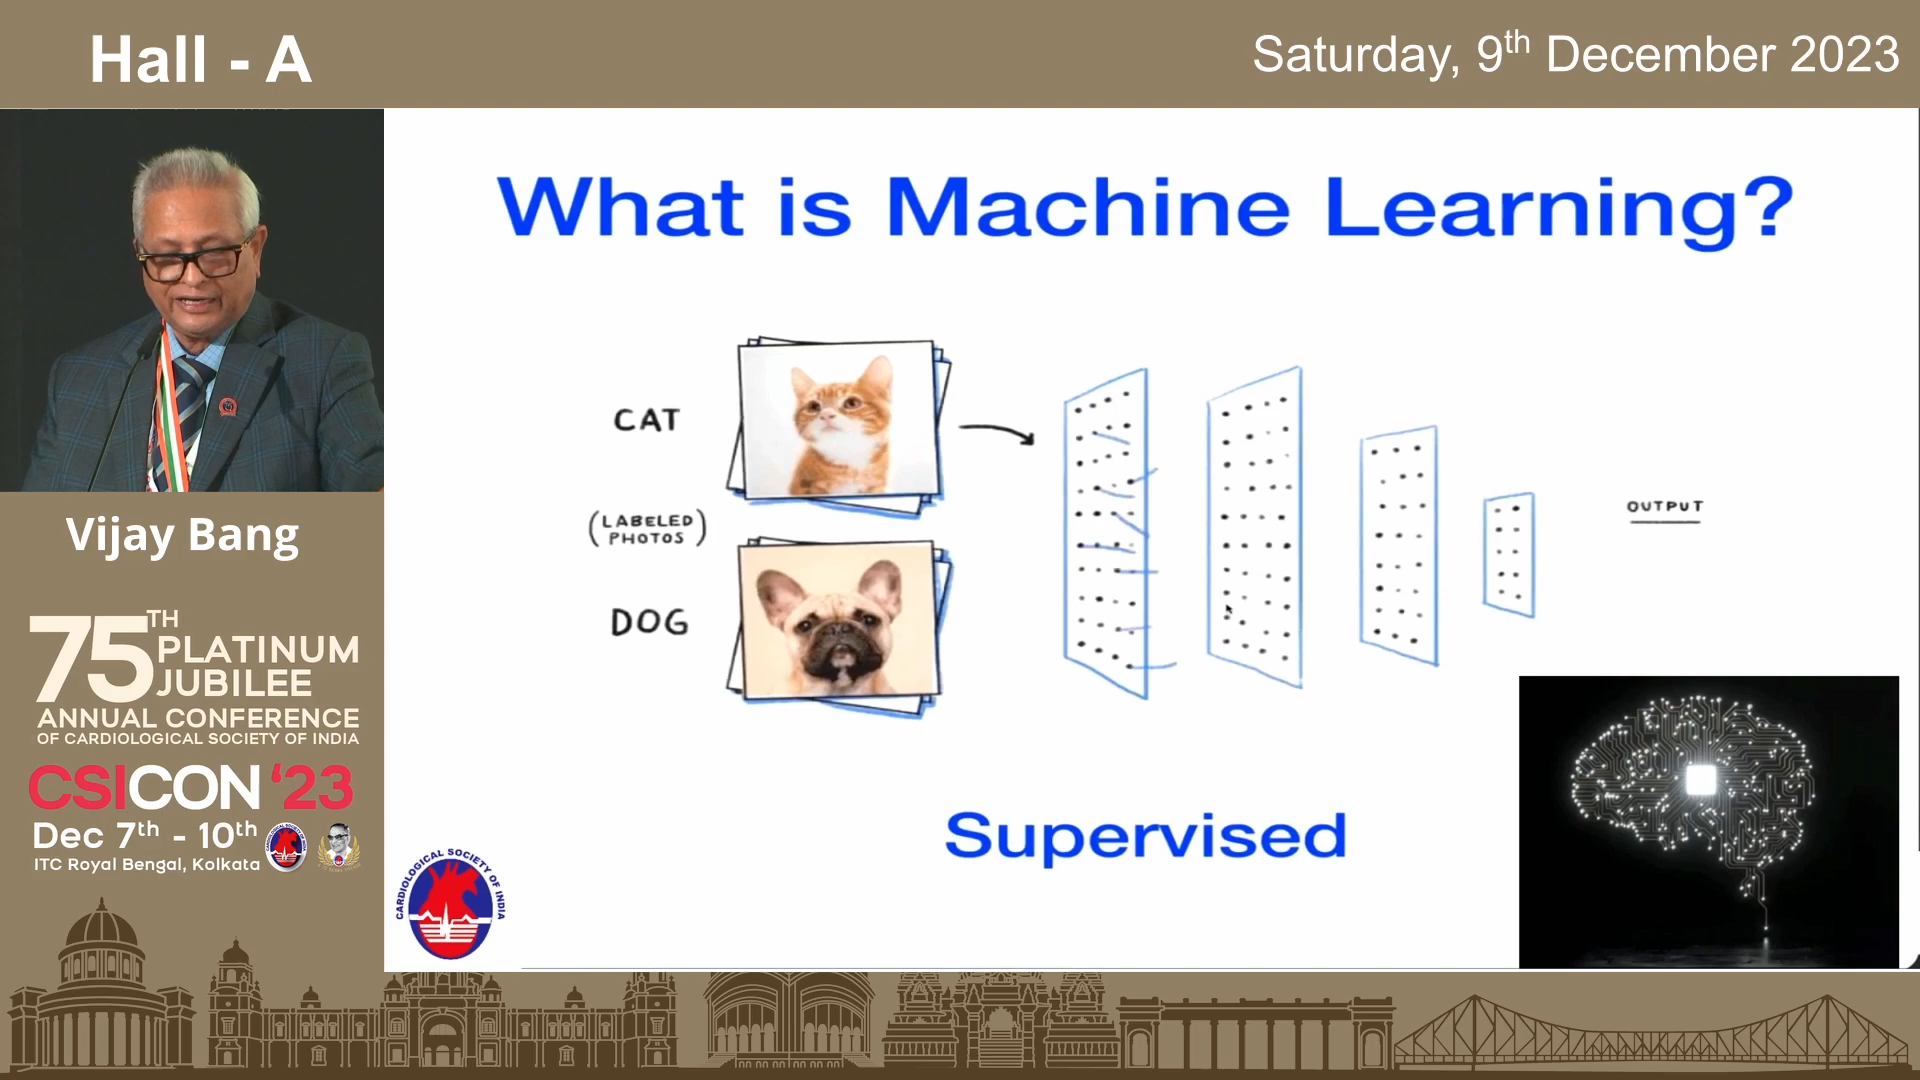 Hall - A
Saturday, 9th December 2023
What is Machine Learning?
CAT
(LABELED
PHOTOS)
DOG
OUTPUT
Supervised
CARDIOLOGICAL SOCIETY OF INDIA
Vijay Bang
75TH PLATINUM
JUBILEE
ANNUAL CONFERENCE
OF CARDIOLOGICAL SOCIETY OF INDIA
CSICON '23
Dec 7th - 10th
ITC Royal Bengal, Kolkata